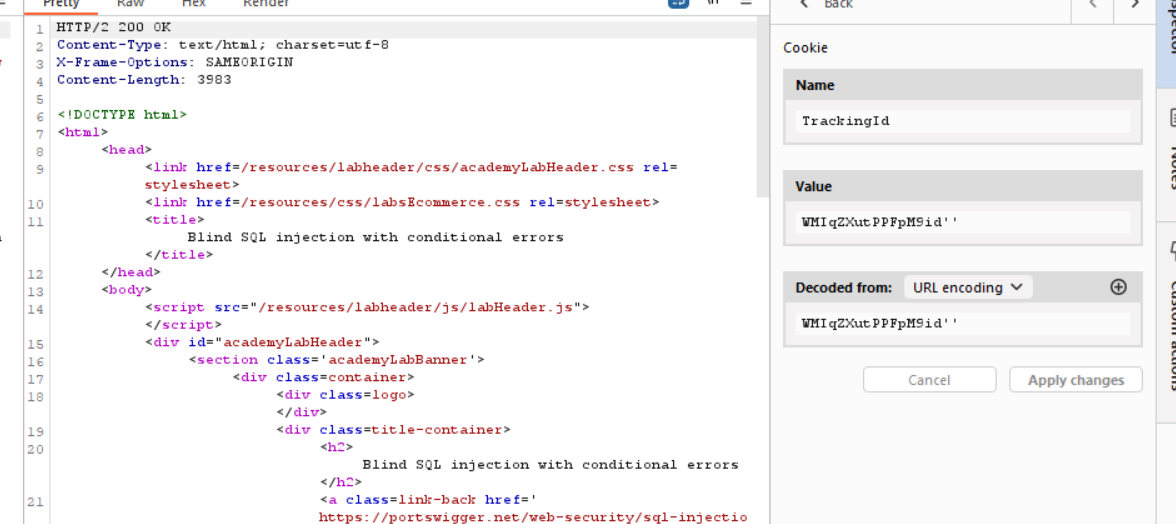 Pretty Raw Hex Render \n
1 HTTP/2 200 OK
2 Content-Type: text/html; charset=utf-8
3 X-Frame-Options: SAMEORIGIN
4 Content-Length: 3983
5
6 <!DOCTYPE html>
7 <html>
8 <head>
9 <link href=/resources/labheader/css/academyLabHeader.css rel=
stylesheet>
10 <link href=/resources/css/labsEcommerce.css rel=stylesheet>
11 <title>
Blind SQL injection with conditional errors
</title>
12 </head>
13 <body>
14 <script src="/resources/labheader/js/labHeader.js">
</script>
15 <div id="academyLabHeader">
16 <section class='academyLabBanner'>
17 <div class=container>
18 <div class=logo>
</div>
19 <div class=title-container>
20 <h2>
Blind SQL injection with conditional errors
</h2>
21 <a class=link-back href='
https://portswigger.net/web-security/sql-injectio
Back
Cookie
Name
TrackingId
Value
WMIqZXutPPFpM9id''
Decoded from: URL encoding
WMIqZXutPPFpM9id''
Cancel Apply changes
Notes